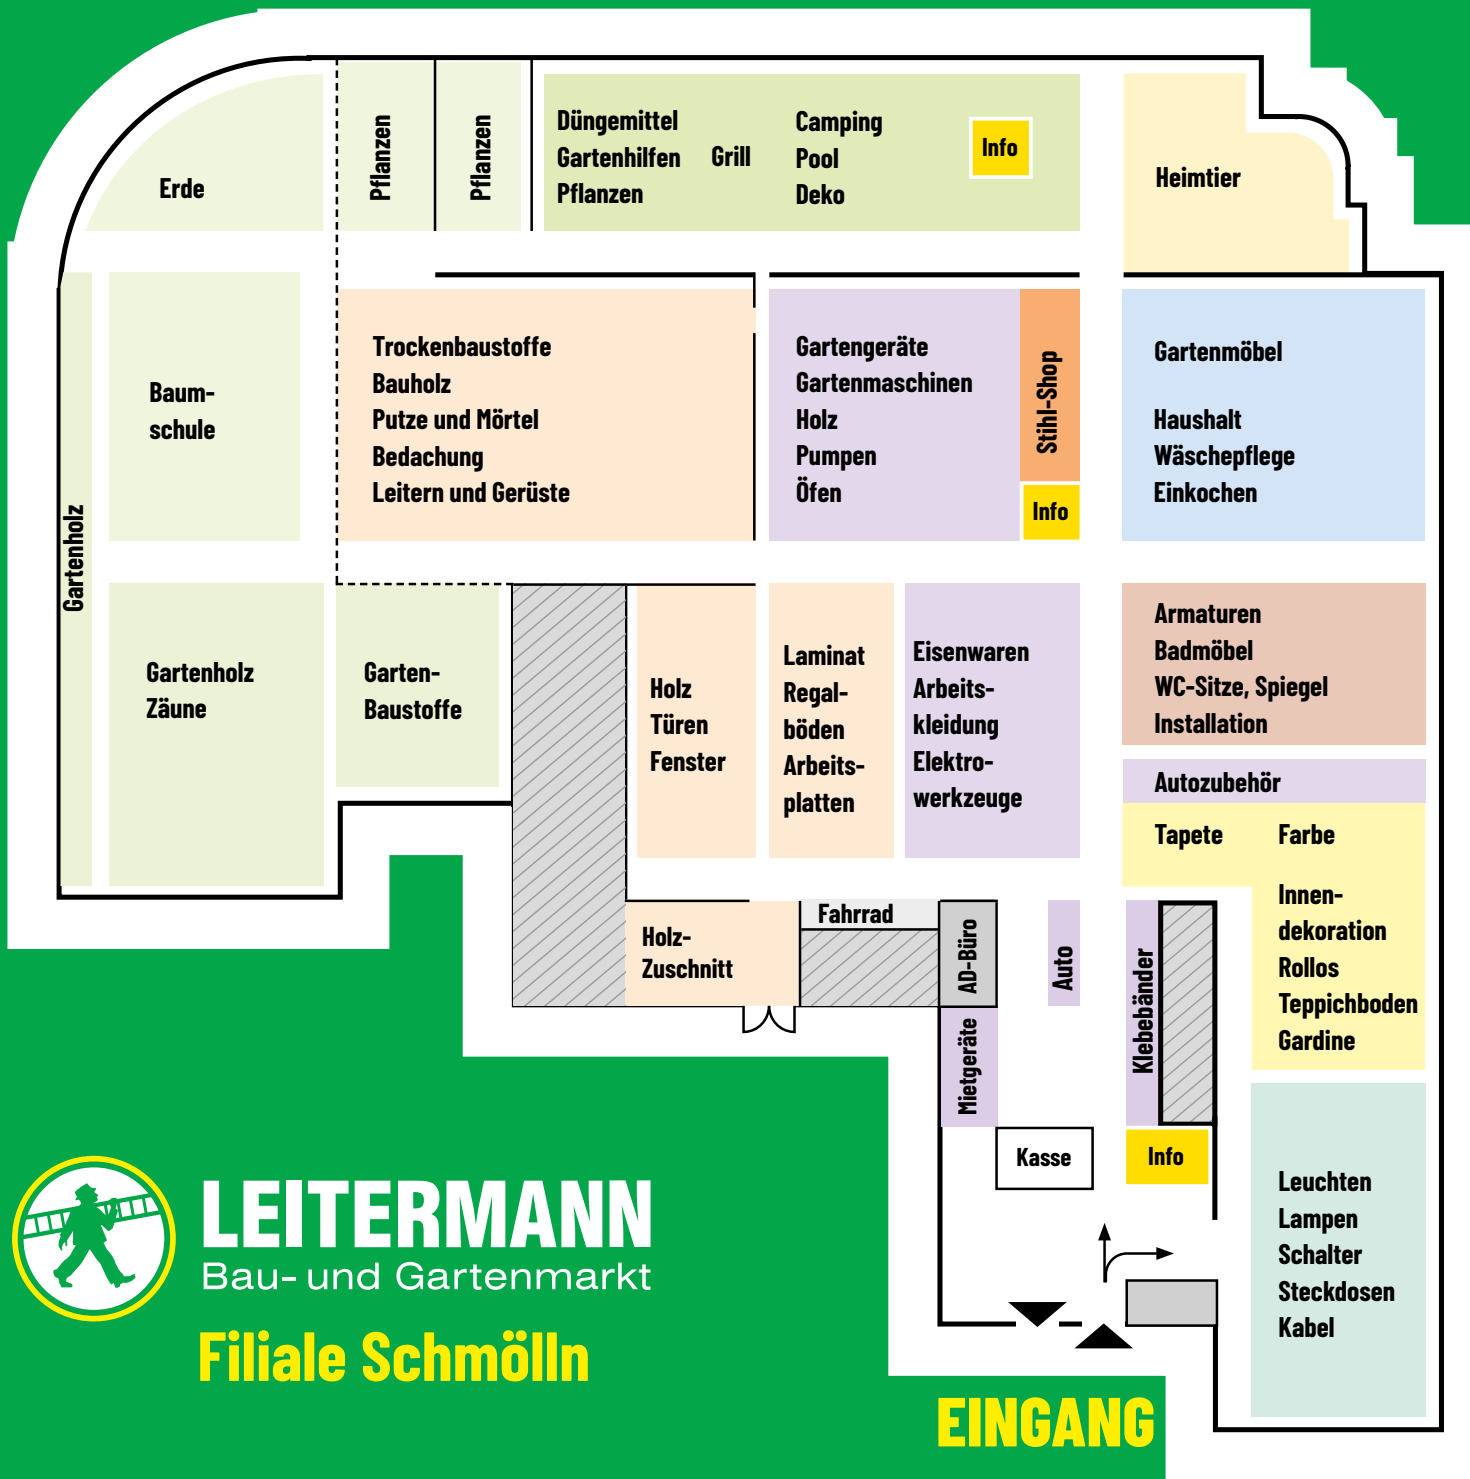 Erde
Pflanzen
Pflanzen
Düngemittel
Gartenhilfen
Pflanzen
Grill
Camping
Pool
Deko
Info
Heimtier
Gartenholz
Baum-
schule
Trockenbaustoffe
Bauholz
Putze und Mörtel
Bedachung
Leitern und Gerüste
Gartengeräte
Gartenmaschinen
Holz
Pumpen
Öfen
Stihl-Shop
Info
Gartenmöbel
Haushalt
Wäschepflege
Einkochen
Gartenholz
Zäune
Garten-
Baustoffe
Holz
Türen
Fenster
Laminat
Regal-
böden
Arbeits-
platten
Eisenwaren
Arbeits-
kleidung
Elektro-
werkzeuge
Armaturen
Badmöbel
WC-Sitze, Spiegel
Installation
Autozubehör
Tapete
Farbe
Innen-
dekoration
Rollos
Teppichboden
Gardine
Holz-
Zuschnitt
Fahrrad
AD-Büro
Auto
Klebebänder
Mietgeräte
Kasse
Info
Leuchten
Lampen
Schalter
Steckdosen
Kabel
LEITERMANN
Bau- und Gartenmarkt
Filiale Schmölln
EINGANG